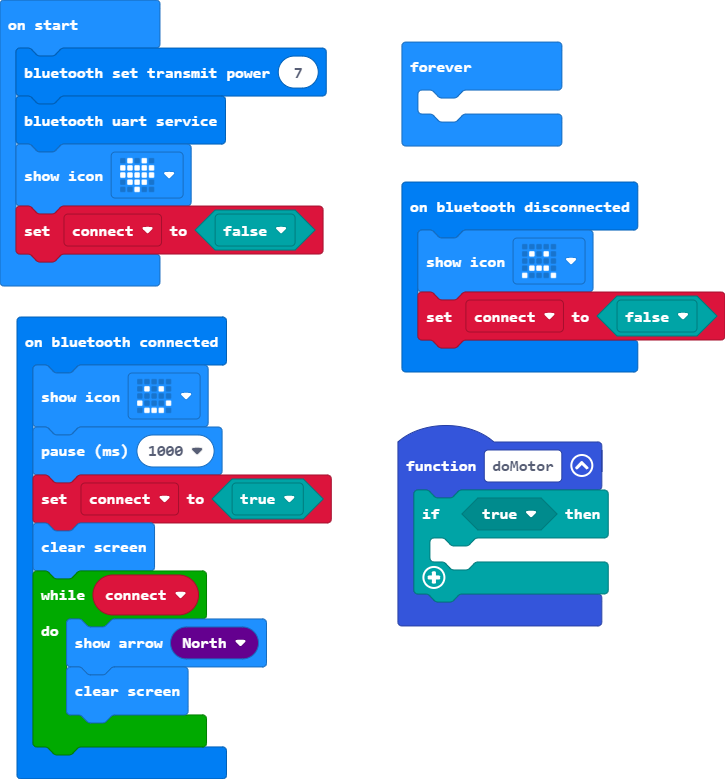 on start
bluetooth set transmit power 7
bluetooth uart service
show icon
set connect to false
on bluetooth connected
show icon
pause (ms) 1000
set connect to true
clear screen
while connect
do
show arrow North
clear screen
forever
on bluetooth disconnected
show icon
set connect to false
function doMotor
if true then